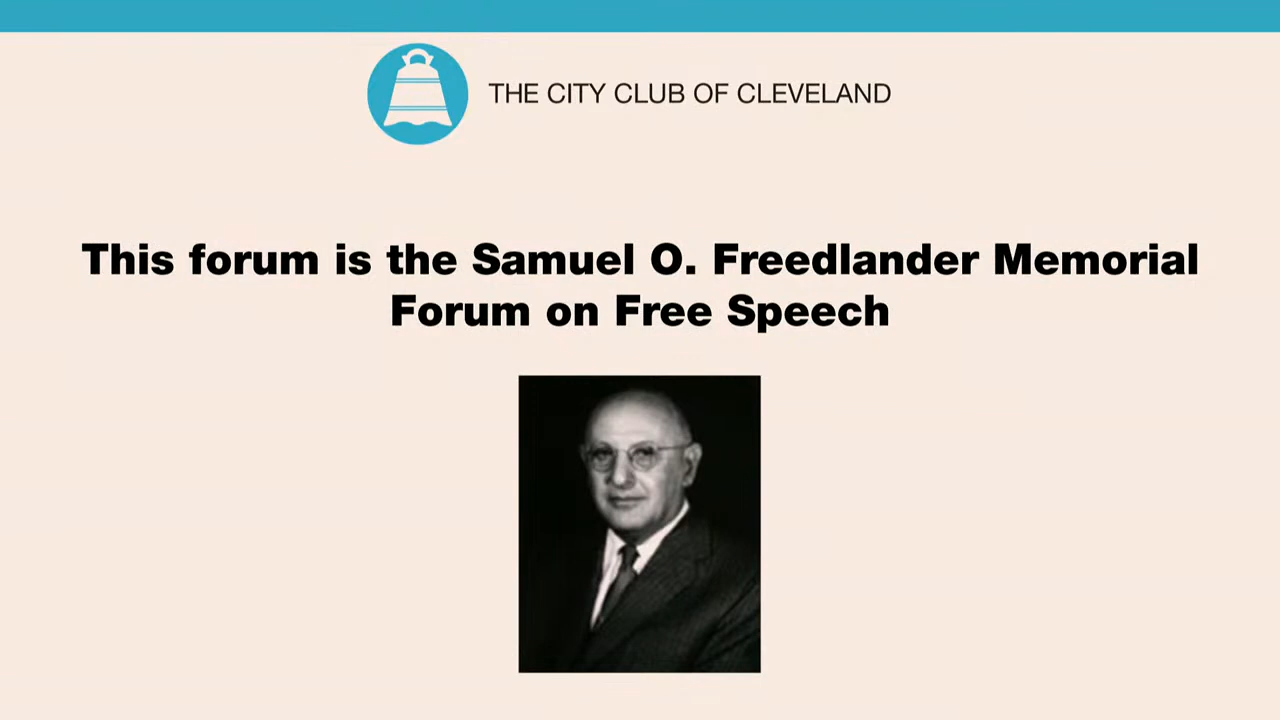 THE CITY CLUB OF CLEVELAND
This forum is the Samuel O. Freedlander Memorial
Forum on Free Speech